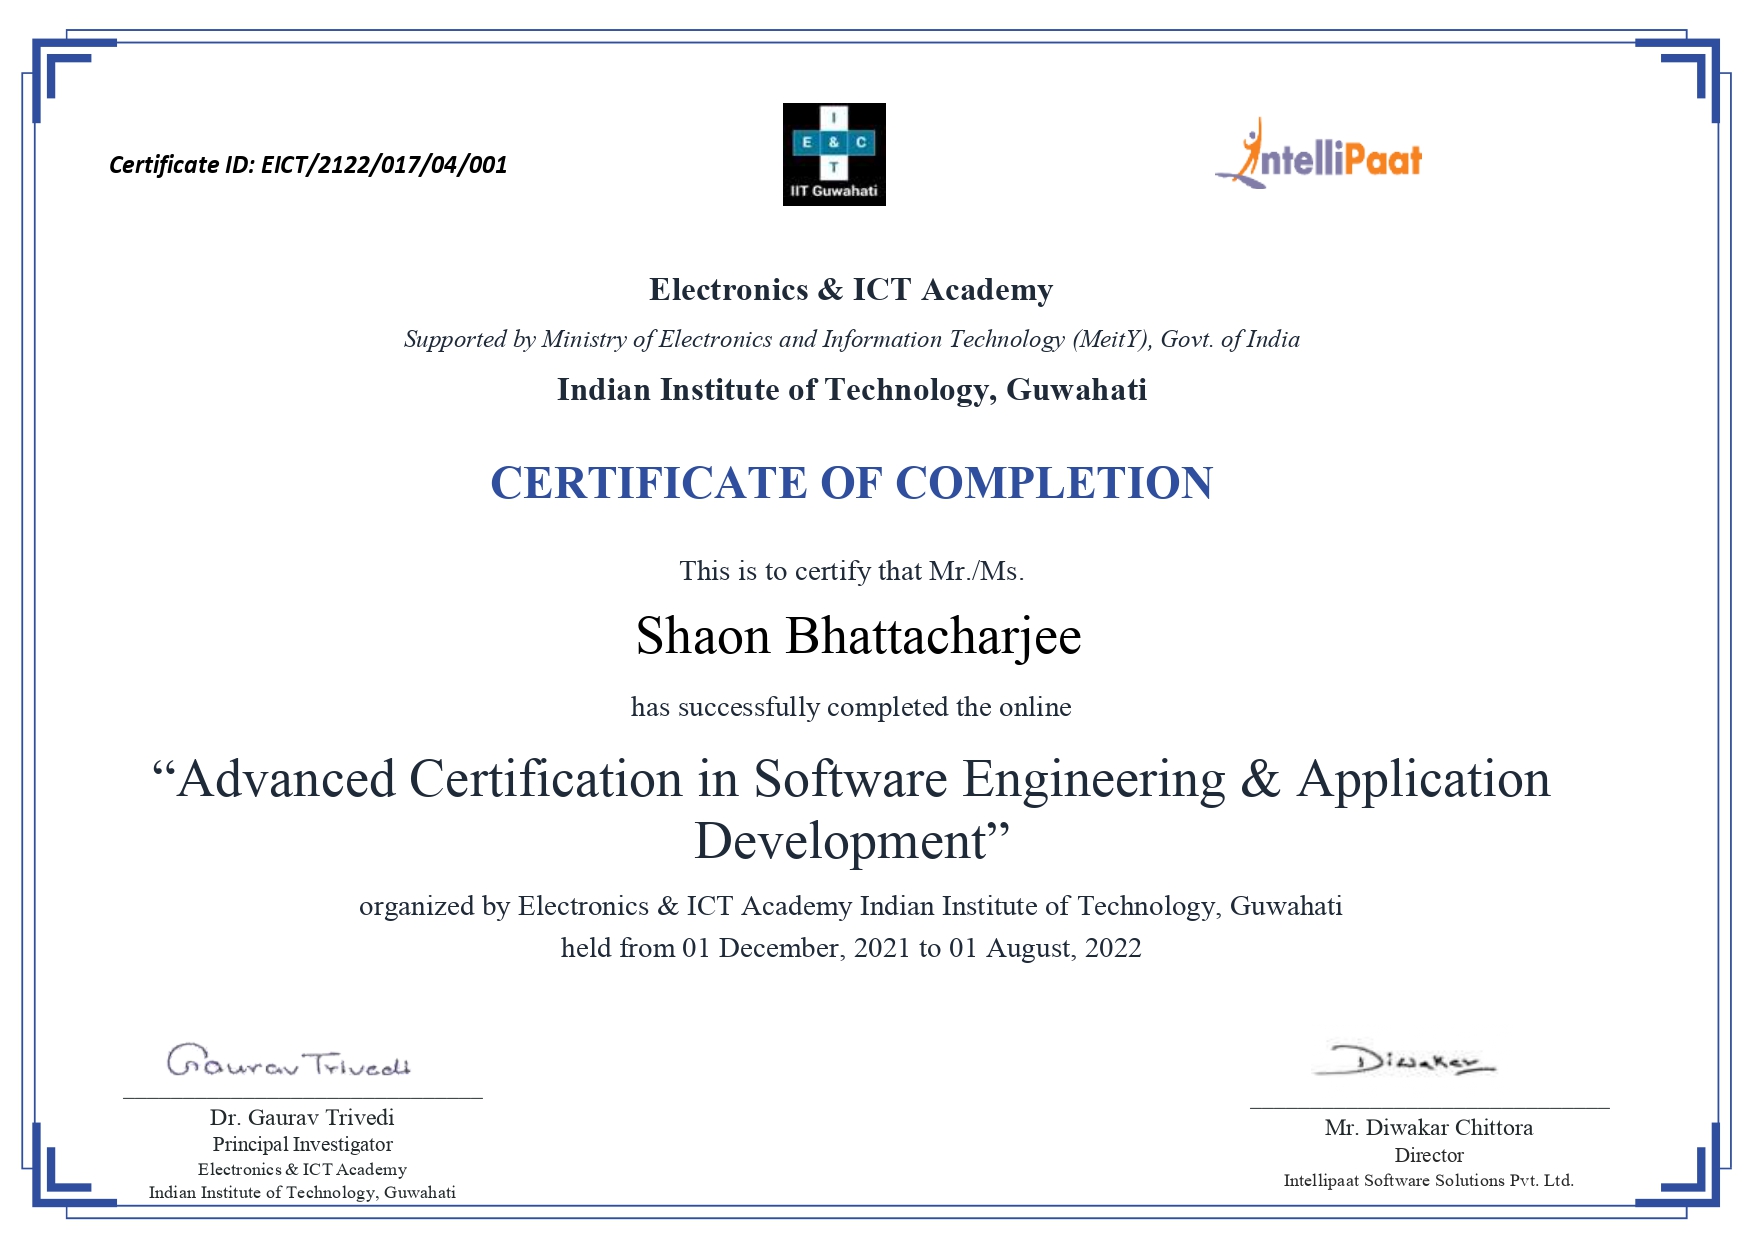 Certificate ID: EICT/2122/017/04/001
I
E & C
T
IIT Guwahati
IntelliPaat
Electronics & ICT Academy
Supported by Ministry of Electronics and Information Technology (MeitY), Govt. of India
Indian Institute of Technology, Guwahati
CERTIFICATE OF COMPLETION
This is to certify that Mr./Ms.
Shaon Bhattacharjee
has successfully completed the online
“Advanced Certification in Software Engineering & Application
Development”
organized by Electronics & ICT Academy Indian Institute of Technology, Guwahati
held from 01 December, 2021 to 01 August, 2022
Gaurav Trivedi
Dr. Gaurav Trivedi
Principal Investigator
Electronics & ICT Academy
Indian Institute of Technology, Guwahati
Diwakar
Mr. Diwakar Chittora
Director
Intellipaat Software Solutions Pvt. Ltd.